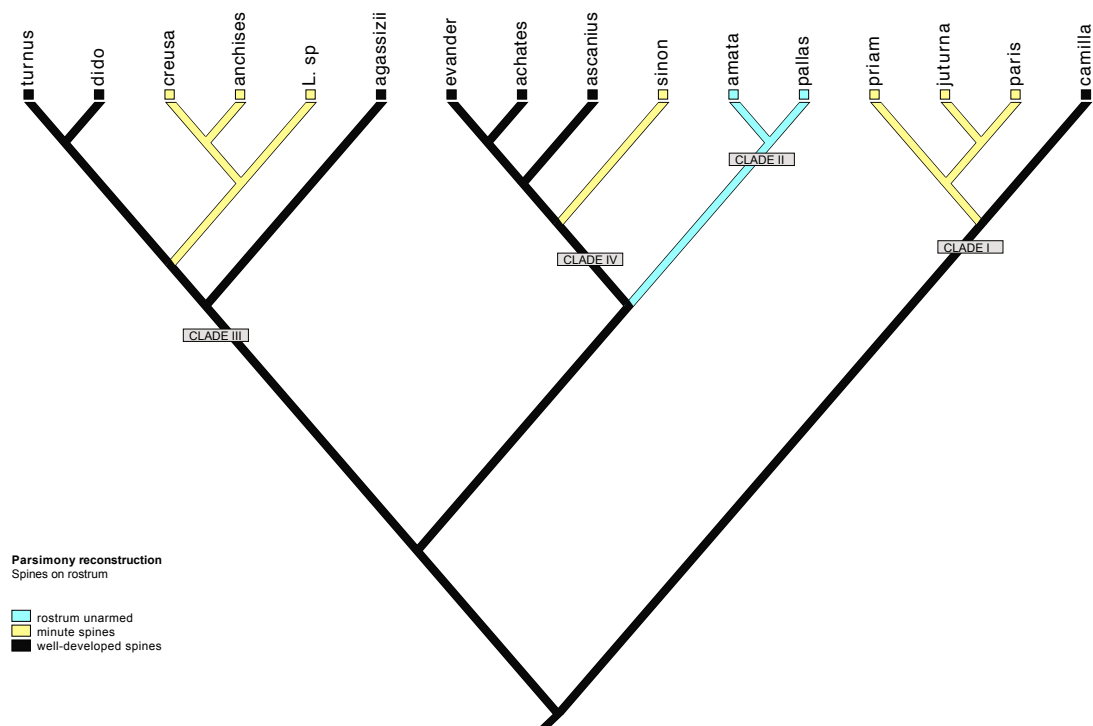 turnus
dido
creusa
anchises
L. sp
agassizii
evander
achates
ascanius
sinon
amata
pallas
priam
juturna
paris
camilla
CLADE II
CLADE I
CLADE IV
CLADE III
Parsimony reconstruction
Spines on rostrum
rostrum unarmed
minute spines
well-developed spines